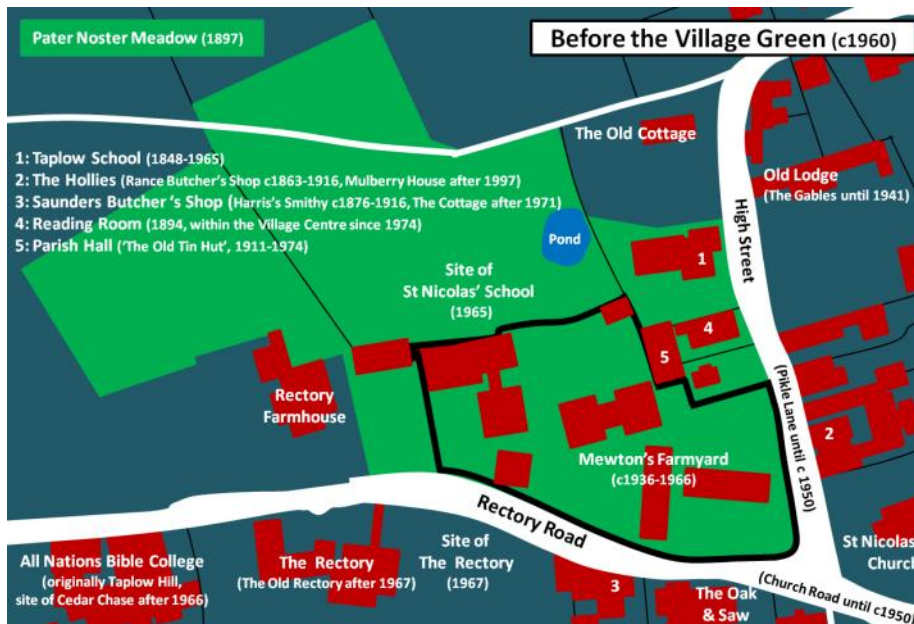 Pater Noster Meadow (1897)
Before the Village Green (c1960)
1: Taplow School (1848-1965)
2: The Hollies (Rance Butcher's Shop c1863-1916, Mulberry House after 1997)
3: Saunders Butcher 's Shop (Harris's Smithy c1876-1916, The Cottage after 1971)
4: Reading Room (1894, within the Village Centre since 1974)
5: Parish Hall ('The Old Tin Hut', 1911-1974)
The Old Cottage
Old Lodge
(The Gables until 1941)
High Street
Pond
1
Site of
St Nicolas' School
(1965)
4
5
Rectory
Farmhouse
(Pikle Lane until c 1950)
2
Mewton's Farmyard
(c1936-1966)
Rectory Road
St Nicolas
Church
All Nations Bible College
(originally Taplow Hill,
site of Cedar Chase after 1966)
The Rectory
(The Old Rectory after 1967)
Site of
The Rectory
(1967)
3
The Oak
& Saw
(Church Road until c1950)